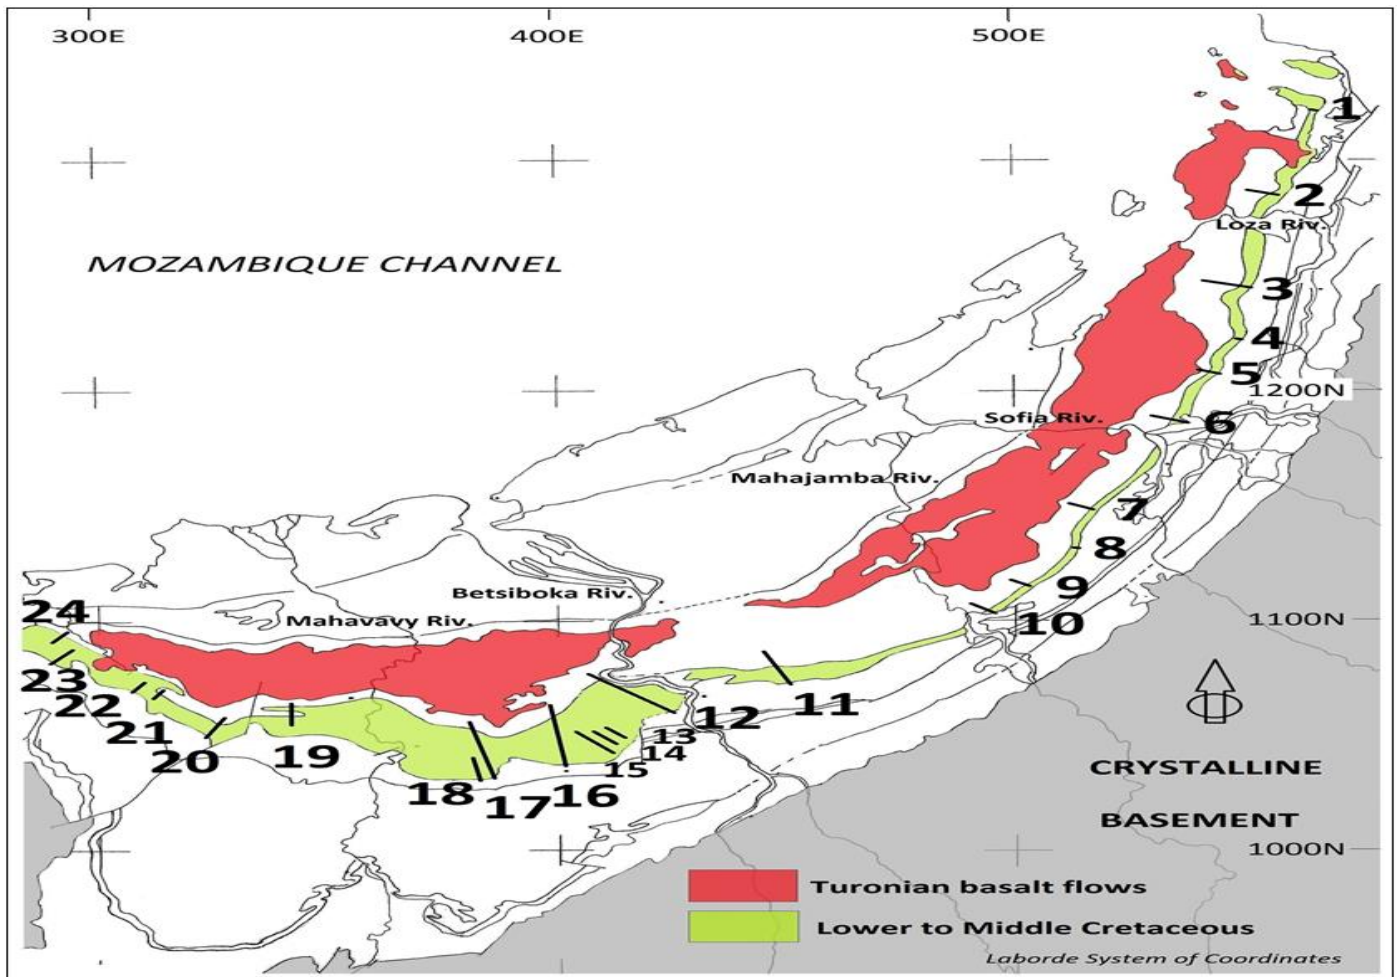 300E 400E 500E
1
2
Loza Riv.
MOZAMBIQUE CHANNEL
3
4
5
1200N
Sofia Riv.
6
Mahajamba Riv.
7
8
9
Betsiboka Riv.
24
Mahavavy Riv.
10
1100N
23
22
21
20
19
11
12
13
14
15
16
17
18
CRYSTALLINE
BASEMENT
1000N
Turonian basalt flows
Lower to Middle Cretaceous
Laborde System of Coordinates